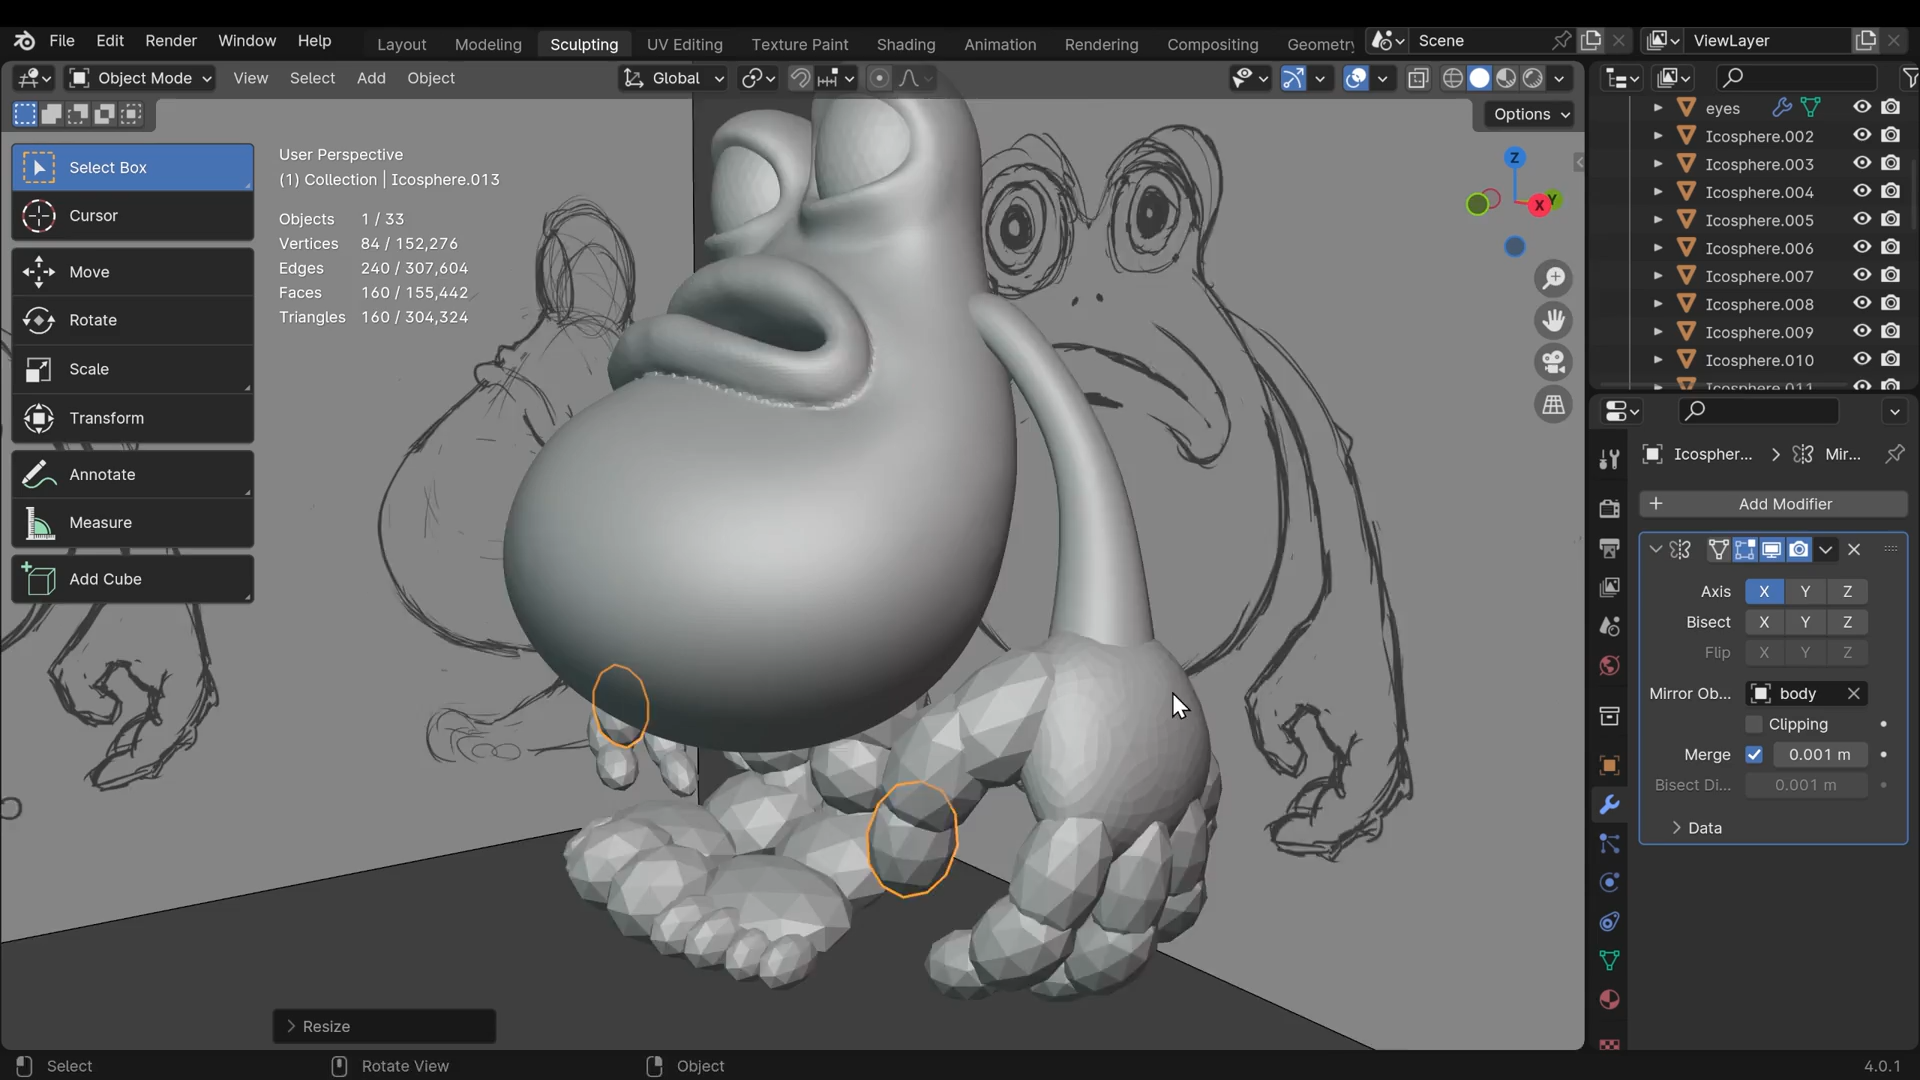 File Edit Render Window Help Layout Modeling Sculpting UV Editing Texture Paint Shading Animation Rendering Compositing Geometry Scene ViewLayer
Object Mode View Select Add Object Global
Options
Select Box
Cursor
Move
Rotate
Scale
Transform
Annotate
Measure
Add Cube
User Perspective
(1) Collection | Icosphere.013
Objects 1 / 33
Vertices 84 / 152,276
Edges 240 / 307,604
Faces 160 / 155,442
Triangles 160 / 304,324
Z
X Y
eyes
Icosphere.002
Icosphere.003
Icosphere.004
Icosphere.005
Icosphere.006
Icosphere.007
Icosphere.008
Icosphere.009
Icosphere.010
Icosphere.011
Icospher... Mir...
Add Modifier
Axis X Y Z
Bisect X Y Z
Flip X Y Z
Mirror Ob... body
Clipping
Merge 0.001 m
Bisect Di... 0.001 m
Data
Resize
Select Rotate View Object 4.0.1